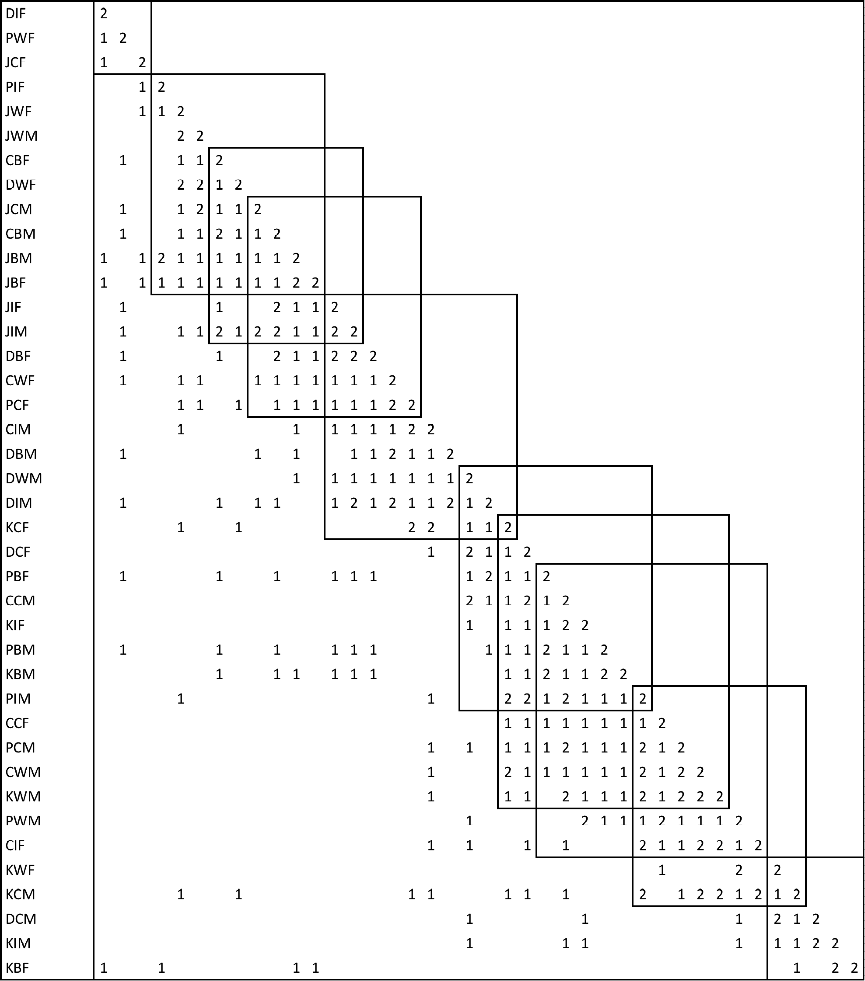 DIF 2
PWF 1 2
JCF 1 2
PIF 1 2
JWF 1 1 2
JWM 2 2
CBF 1 1 1 2
DWF 2 2 1 2
JCM 1 1 2 1 1 2
CBM 1 1 1 2 1 1 2
JBM 1 1 2 1 1 1 1 1 1 2
JBF 1 1 1 1 1 1 1 1 1 2 2
JIF 1 1 2 1 1 2
JIM 1 1 1 2 1 2 2 1 1 2 2
DBF 1 1 2 1 1 2 2 2
CWF 1 1 1 1 1 1 1 1 1 1 2
PCF 1 1 1 1 1 1 1 1 1 2 2
CIM 1 1 1 1 1 1 2 2
DBM 1 1 1 1 1 2 1 1 2
DWM 1 1 1 1 1 1 1 1 2
DIM 1 1 1 1 1 2 1 2 1 1 2 1 2
KCF 1 1 2 2 1 1 2
DCF 1 2 1 1 2
PBF 1 1 1 1 1 1 1 2 1 1 2
CCM 2 1 1 2 1 2
KIF 1 1 1 1 2 2
PBM 1 1 1 1 1 1 1 1 1 2 1 1 2
KBM 1 1 1 1 1 1 1 1 2 1 1 2 2
PIM 1 1 2 2 1 2 1 1 1 2
CCF 1 1 1 1 1 1 1 1 2
PCM 1 1 1 1 1 2 1 1 1 2 1 2
CWM 1 2 1 1 1 1 1 1 2 1 2 2
KWM 1 1 1 2 1 1 1 2 1 2 2 2
PWM 1 2 1 1 1 2 1 1 1 2
CIF 1 1 1 1 2 1 1 2 2 1 2
KWF 1 2 2
KCM 1 1 1 1 1 1 1 2 1 2 2 1 2 1 2
DCM 1 1 1 2 1 2
KIM 1 1 1 1 1 1 2 2
KBF 1 1 1 1 1 2 2